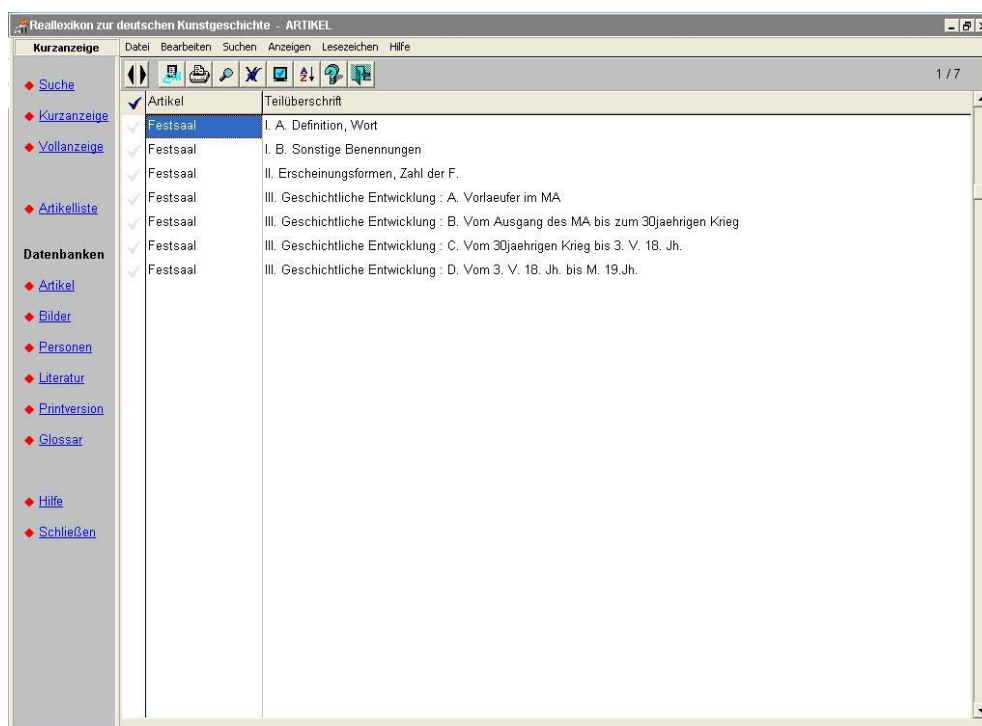 Reallexikon zur deutschen Kunstgeschichte - ARTIKEL
Kurzanzeige
Datei Bearbeiten Suchen Anzeigen Lesezeichen Hilfe
1 / 7
Suche
Kurzanzeige
Vollanzeige
Artikelliste
Datenbanken
Artikel
Bilder
Personen
Literatur
Printversion
Glossar
Hilfe
Schließen
Artikel Teilüberschrift
Festsaal I. A. Definition, Wort
Festsaal I. B. Sonstige Benennungen
Festsaal II. Erscheinungsformen, Zahl der F.
Festsaal III. Geschichtliche Entwicklung : A. Vorlaeufer im MA
Festsaal III. Geschichtliche Entwicklung : B. Vom Ausgang des MA bis zum 30jaehrigen Krieg
Festsaal III. Geschichtliche Entwicklung : C. Vom 30jaehrigen Krieg bis 3. V. 18. Jh.
Festsaal III. Geschichtliche Entwicklung : D. Vom 3. V. 18. Jh. bis M. 19.Jh.